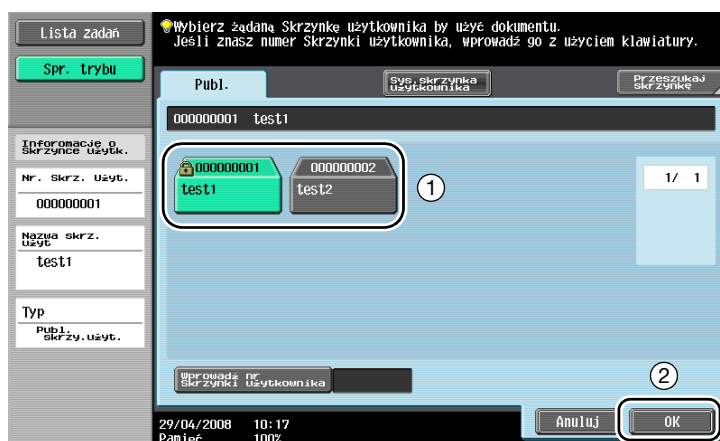 Lista zadań
Wybierz żądaną Skrzynkę użytkownika by użyć dokumentu.
Jeśli znasz numer Skrzynki użytkownika, wprowadź go z użyciem klawiatury.
Spr. trybu
Publ.
Sys.skrzynka
użytkownika
Przeszukaj
skrzynkę
000000001 test1
Inforomacje o
Skrzynce użytk.
Nr. Skrz. Użyt.
000000001
Nazwa skrz.
użyt
test1
Typ
Publ.
skrzy.użyt.
000000001
test1
000000002
test2
1
1/ 1
Wprowadź nr
Skrzynki użytkownika
2
29/04/2008 10:17
Pamięć 100%
Anuluj
OK